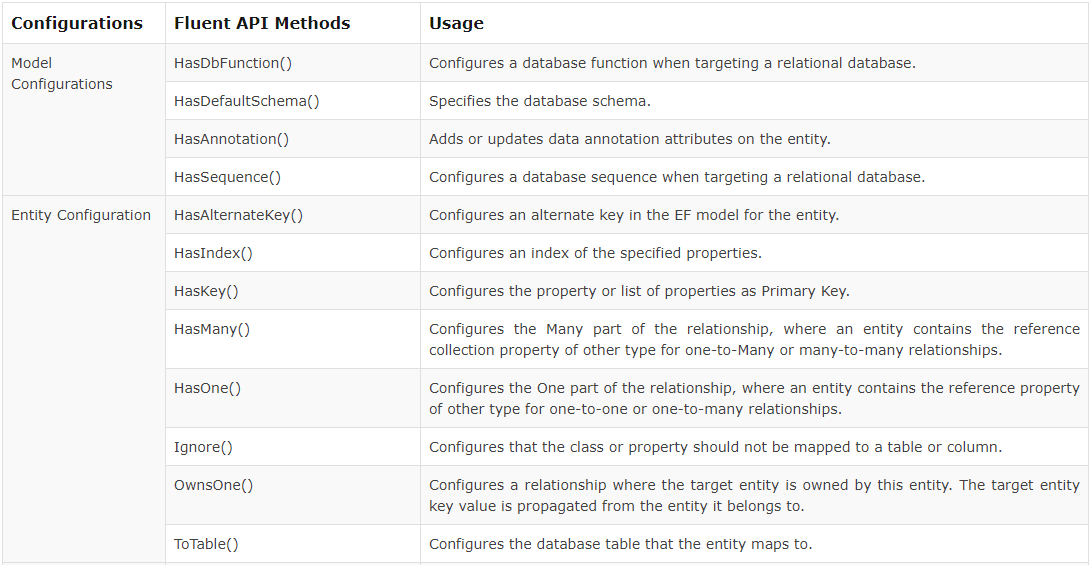 Configurations Fluent API Methods Usage
Model HasDbFunction() Configures a database function when targeting a relational database.
Configurations
HasDefaultSchema() Specifies the database schema.
HasAnnotation() Adds or updates data annotation attributes on the entity.
HasSequence() Configures a database sequence when targeting a relational database.
Entity Configuration HasAlternateKey() Configures an alternate key in the EF model for the entity.
HasIndex() Configures an index of the specified properties.
HasKey() Configures the property or list of properties as Primary Key.
HasMany() Configures the Many part of the relationship, where an entity contains the reference
collection property of other type for one-to-Many or many-to-many relationships.
HasOne() Configures the One part of the relationship, where an entity contains the reference property
of other type for one-to-one or one-to-many relationships.
Ignore() Configures that the class or property should not be mapped to a table or column.
OwnsOne() Configures a relationship where the target entity is owned by this entity. The target entity
key value is propagated from the entity it belongs to.
ToTable() Configures the database table that the entity maps to.